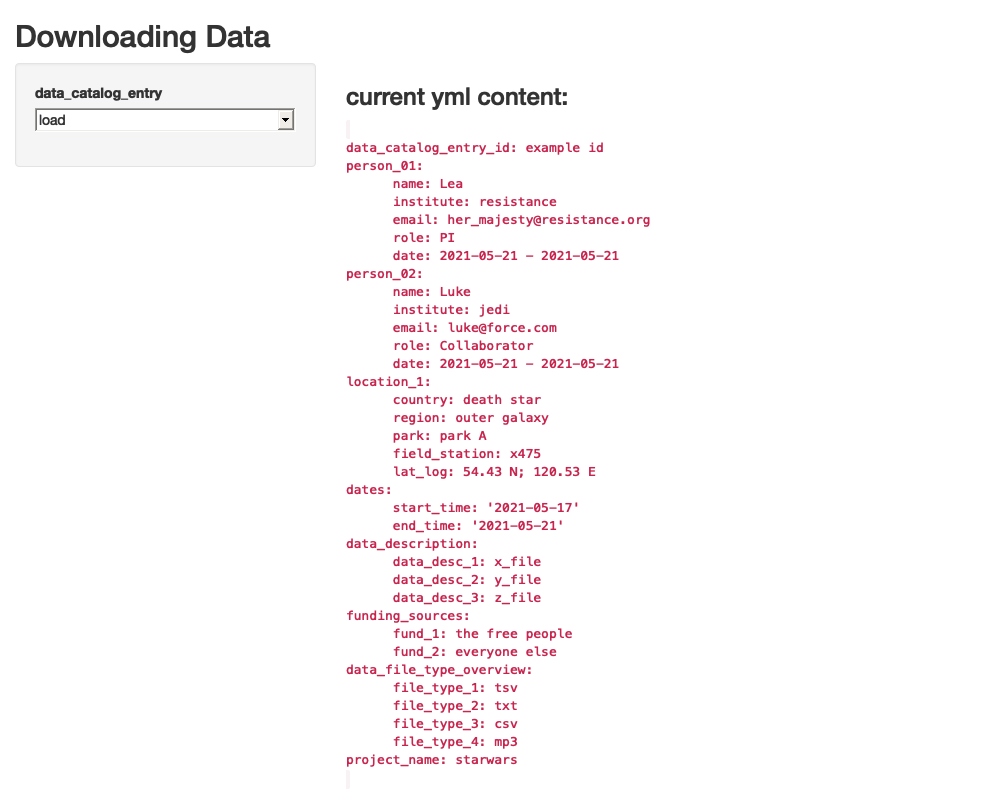 Downloading Data
data_catalog_entry
load
current yml content:
data_catalog_entry_id: example id
person_01:
name: Lea
institute: resistance
email: her_majesty@resistance.org
role: PI
date: 2021-05-21 - 2021-05-21
person_02:
name: Luke
institute: jedi
email: luke@force.com
role: Collaborator
date: 2021-05-21 - 2021-05-21
location_1:
country: death star
region: outer galaxy
park: park A
field_station: x475
lat_log: 54.43 N; 120.53 E
dates:
start_time: '2021-05-17'
end_time: '2021-05-21'
data_description:
data_desc_1: x_file
data_desc_2: y_file
data_desc_3: z_file
funding_sources:
fund_1: the free people
fund_2: everyone else
data_file_type_overview:
file_type_1: tsv
file_type_2: txt
file_type_3: csv
file_type_4: mp3
project_name: starwars